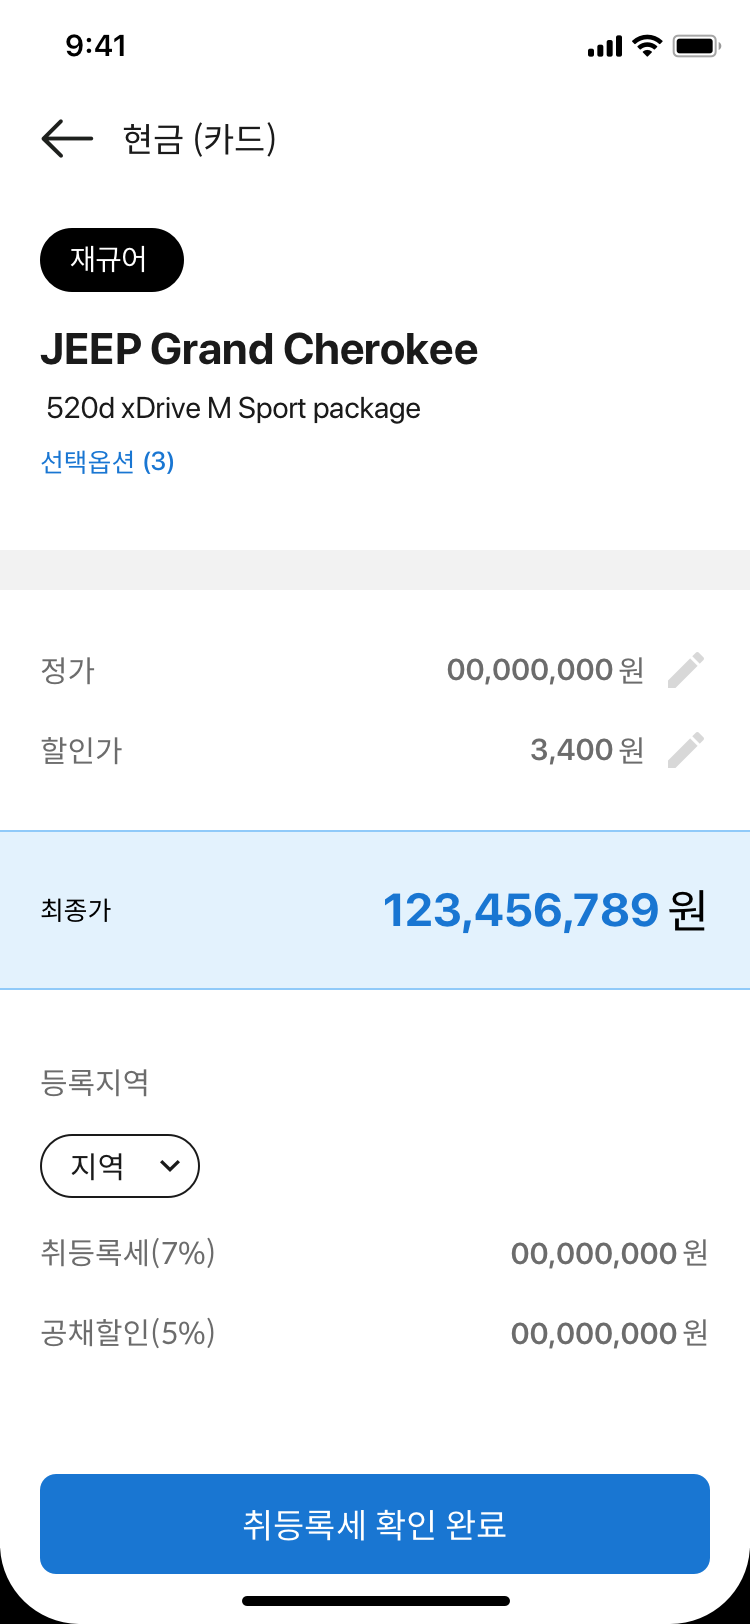 9:41
현금 (카드)
재규어
JEEP Grand Cherokee
520d xDrive M Sport package
선택옵션 (3)
정가 00,000,000 원
할인가 3,400 원
최종가 123,456,789 원
등록지역
지역
취등록세(7%) 00,000,000 원
공채할인(5%) 00,000,000 원
취등록세 확인 완료